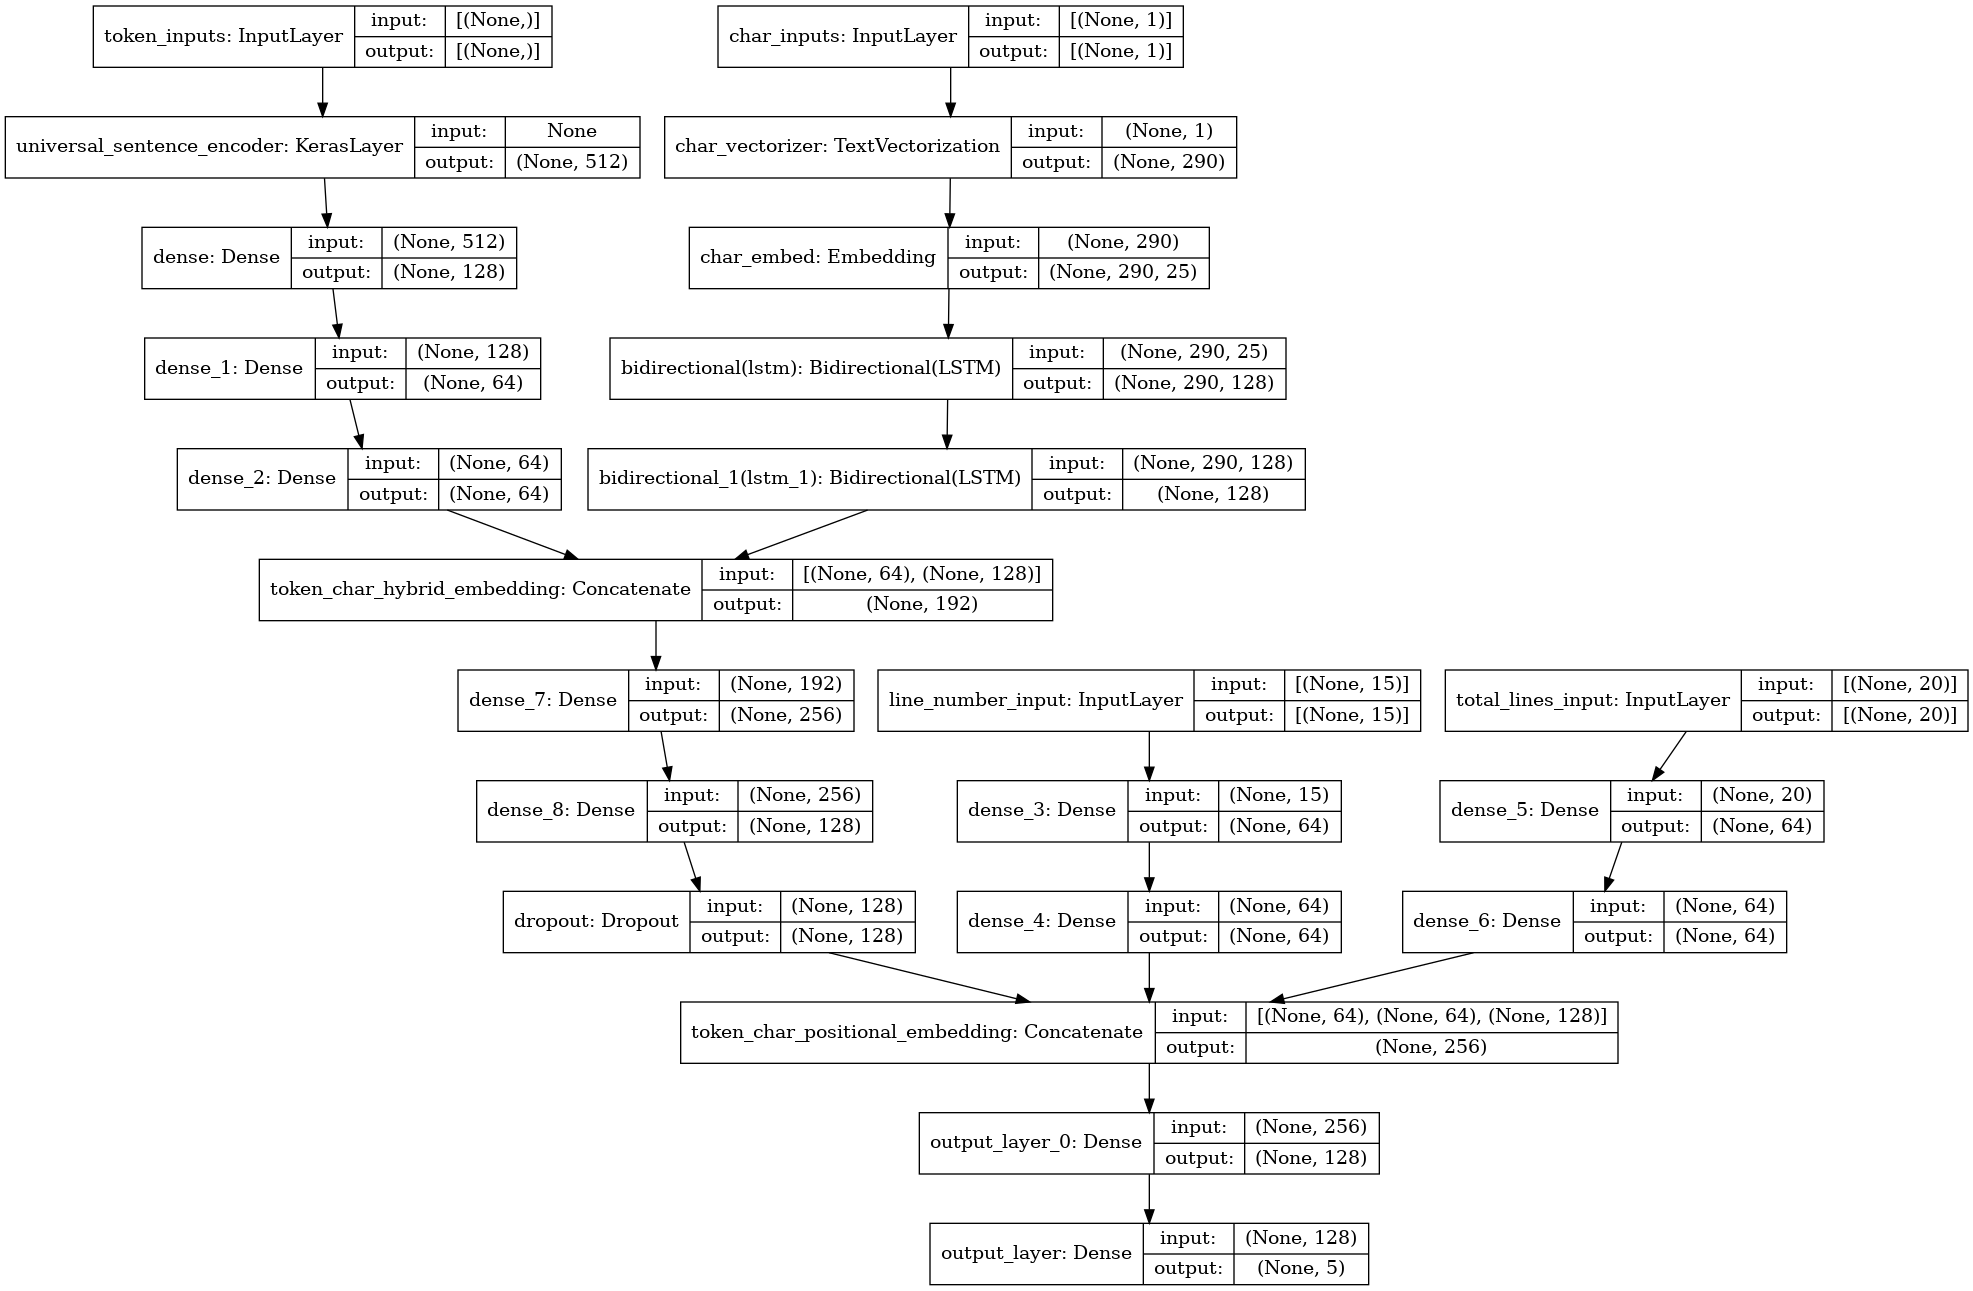 token_inputs: InputLayer
input: [(None,)]
output: [(None,)]
char_inputs: InputLayer
input: [(None, 1)]
output: [(None, 1)]
universal_sentence_encoder: KerasLayer
input: None
output: (None, 512)
char_vectorizer: TextVectorization
input: (None, 1)
output: (None, 290)
dense: Dense
input: (None, 512)
output: (None, 128)
char_embed: Embedding
input: (None, 290)
output: (None, 290, 25)
dense_1: Dense
input: (None, 128)
output: (None, 64)
bidirectional(lstm): Bidirectional(LSTM)
input: (None, 290, 25)
output: (None, 290, 128)
dense_2: Dense
input: (None, 64)
output: (None, 64)
bidirectional_1(lstm_1): Bidirectional(LSTM)
input: (None, 290, 128)
output: (None, 128)
token_char_hybrid_embedding: Concatenate
input: [(None, 64), (None, 128)]
output: (None, 192)
dense_7: Dense
input: (None, 192)
output: (None, 256)
line_number_input: InputLayer
input: [(None, 15)]
output: [(None, 15)]
total_lines_input: InputLayer
input: [(None, 20)]
output: [(None, 20)]
dense_8: Dense
input: (None, 256)
output: (None, 128)
dense_3: Dense
input: (None, 15)
output: (None, 64)
dense_5: Dense
input: (None, 20)
output: (None, 64)
dropout: Dropout
input: (None, 128)
output: (None, 128)
dense_4: Dense
input: (None, 64)
output: (None, 64)
dense_6: Dense
input: (None, 64)
output: (None, 64)
token_char_positional_embedding: Concatenate
input: [(None, 64), (None, 64), (None, 128)]
output: (None, 256)
output_layer_0: Dense
input: (None, 256)
output: (None, 128)
output_layer: Dense
input: (None, 128)
output: (None, 5)